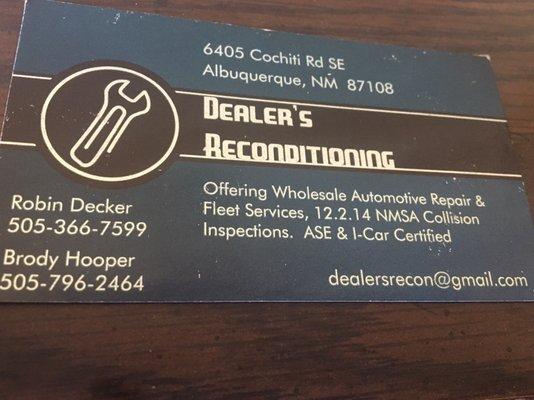 6405 Cochiti Rd SE
Albuquerque, NM 87108
DEALER'S
RECONDITIONING
Offering Wholesale Automotive Repair &
Fleet Services, 12.2.14 NMSA Collision
Inspections. ASE & I-Car Certified
Robin Decker
505-366-7599
Brody Hooper
505-796-2464
dealersrecon@gmail.com